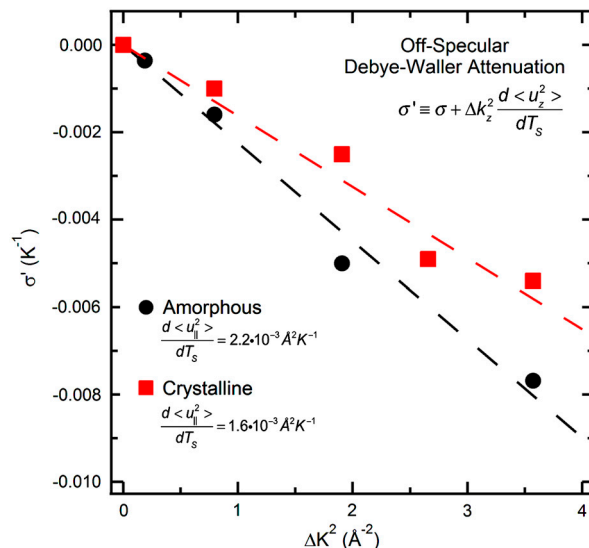 Off-Specular
Debye-Waller Attenuation
σ' ≡ σ + Δk_z^2 d<u_z^2>/dT_S
0.000
-0.002
-0.004
-0.006
-0.008
-0.010
σ' (K^-1)
Amorphous
d<u_||^2>/dT_S = 2.2•10^-3 Å^2K^-1
Crystalline
d<u_||^2>/dT_S = 1.6•10^-3 Å^2K^-1
0 1 2 3 4
ΔK^2 (Å^-2)